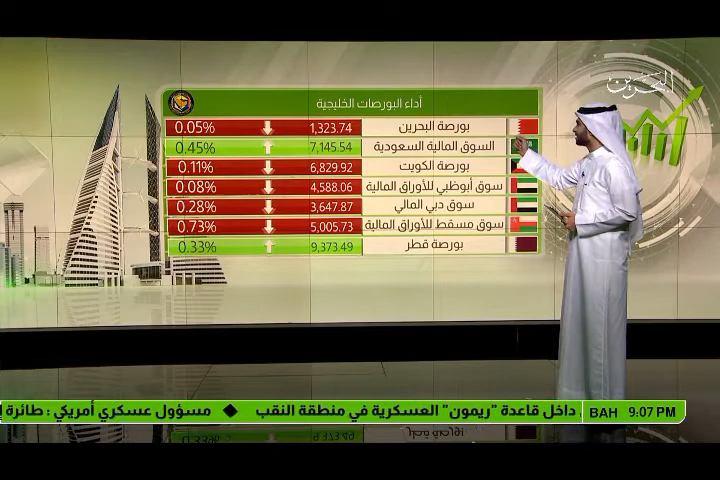 البحرين
أداء البورصات الخليجية
بورصة البحرين 1,323.74 0.05%
السوق المالية السعودية 7,145.54 0.45%
بورصة الكويت 6,829.92 0.11%
سوق أبوظبي للأوراق المالية 4,588.06 0.08%
سوق دبي المالي 3,647.87 0.28%
سوق مسقط للأوراق المالية 5,005.73 0.73%
بورصة قطر 9,373.49 0.33%
9:07 PM BAH داخل قاعدة "ريمون" العسكرية في منطقة النقب ◆ مسؤول عسكري أمريكي : طائرة